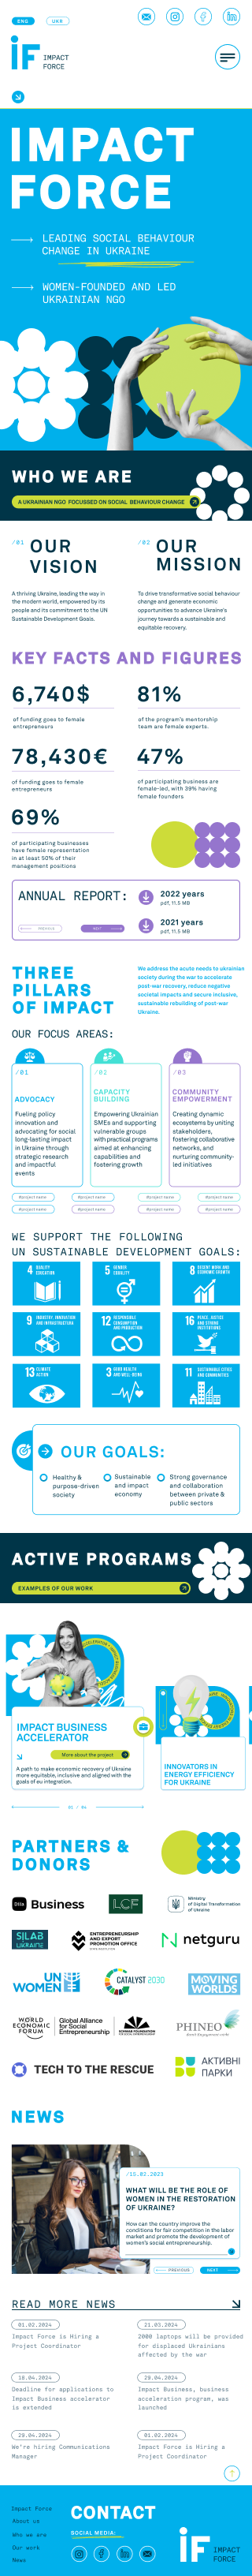 ENG
UKR
iF IMPACT
FORCE
IMPACT
FORCE
LEADING SOCIAL BEHAVIOUR
CHANGE IN UKRAINE
WOMEN-FOUNDED AND LED
UKRAINIAN NGO
WHO WE ARE
A UKRAINIAN NGO FOCUSSED ON SOCIAL BEHAVIOUR CHANGE
/01 OUR
VISION
A thriving Ukraine, leading the way in
the modern world, empowered by its
people and its commitment to the UN
Sustainable Development Goals.
/02 OUR
MISSION
To drive transformative social behaviour
change and generate economic
opportunities to advance Ukraine's
journey towards a sustainable and
equitable recovery.
KEY FACTS AND FIGURES
6,740$
of funding goes to female
entrepreneurs
81%
of the program's mentorship
team are female experts.
78,430€
of funding goes to female
entrepreneurs
47%
of participating business are
female-led, with 39% having
female founders
69%
of participating businesses
have female representation
in at least 50% of their
management positions
ANNUAL REPORT:
2022 years
pdf, 11.5 MB
2021 years
pdf, 11.5 MB
PREVIOUS
NEXT
THREE
PILLARS
OF IMPACT
We address the acute needs to ukrainian
society during the war to accelerate
post-war recovery, reduce negative
societal impacts and secure inclusive,
sustainable rebuilding of post-war
Ukraine.
OUR FOCUS AREAS:
/01
ADVOCACY
Fueling policy
innovation and
advocating for social
long-lasting impact
in Ukraine through
strategic research
and impactful
events
/02
CAPACITY
BUILDING
Empowering Ukrainian
SMEs and supporting
vulnerable groups
with practical programs
aimed at enhancing
capabilities and
fostering growth
/03
COMMUNITY
EMPOWERMENT
Creating dynamic
ecosystems by uniting
stakeholders,
fostering collaborative
networks, and
nurturing community-
led initiatives
#project name #project name #project name #project name
#project name #project name #project name #project name
WE SUPPORT THE FOLLOWING
UN SUSTAINABLE DEVELOPMENT GOALS:
4 QUALITY
EDUCATION
5 GENDER
EQUALITY
8 DECENT WORK AND
ECONOMIC GROWTH
9 INDUSTRY, INNOVATION
AND INFRASTRUCTURE
12 RESPONSIBLE
CONSUMPTION
AND PRODUCTION
16 PEACE, JUSTICE
AND STRONG
INSTITUTIONS
13 CLIMATE
ACTION
3 GOOD HEALTH
AND WELL-BEING
11 SUSTAINABLE CITIES
AND COMMUNITIES
OUR GOALS:
Healthy &
purpose-driven
society
Sustainable
and impact
economy
Strong governance
and collaboration
between private &
public sectors
ACTIVE PROGRAMS
EXAMPLES OF OUR WORK
IMPACT BUSINESS
ACCELERATOR
More about the project
A path to make economic recovery of Ukraine
more equitable, inclusive and aligned with the
goals of eu integration.
INNOVATORS IN
ENERGY EFFICIENCY
FOR UKRAINE
01 / 04
PARTNERS &
DONORS
Diia Business
LCF
Ministry
of Digital Transformation
of Ukraine
SILAB
UKRAINE
ENTREPRENEURSHIP
AND EXPORT
PROMOTION OFFICE
netguru
UN
WOMEN
CATALYST 2030
MOVING
WORLDS
WORLD
ECONOMIC
FORUM
Global Alliance
for Social
Entrepreneurship
SCHWAB FOUNDATION
PHINEO
TECH TO THE RESCUE
АКТИВНІ
ПАРКИ
NEWS
/15.02.2023
WHAT WILL BE THE ROLE OF
WOMEN IN THE RESTORATION
OF UKRAINE?
How can the country improve the
conditions for fair competition in the labor
market and promote the development of
women's social entrepreneurship.
PREVIOUS
NEXT
READ MORE NEWS
01.02.2024
Impact Force is Hiring a
Project Coordinator
21.03.2024
2000 laptops will be provided
for displaced Ukrainians
affected by the war
18.04.2024
Deadline for applications to
Impact Business accelerator
is extended
29.04.2024
Impact Business, business
acceleration program, was
launched
29.04.2024
We're hiring Communications
Manager
01.02.2024
Impact Force is Hiring a
Project Coordinator
Impact Force
About us
Who we are
Our work
News
CONTACT
SOCIAL MEDIA:
iF IMPACT
FORCE